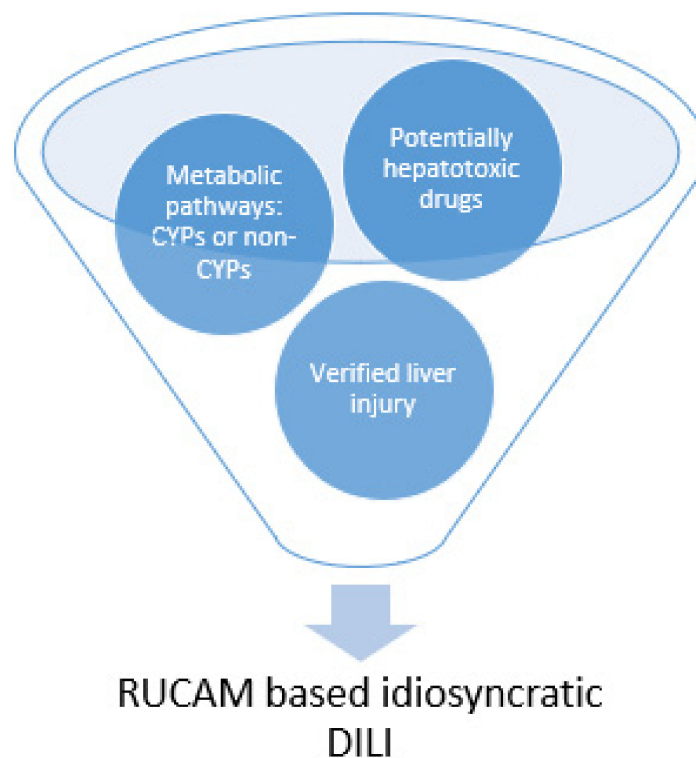 Potentially
hepatotoxic
drugs
Metabolic
pathways:
CYPs or non-
CYPs
Verified liver
injury
RUCAM based idiosyncratic
DILI